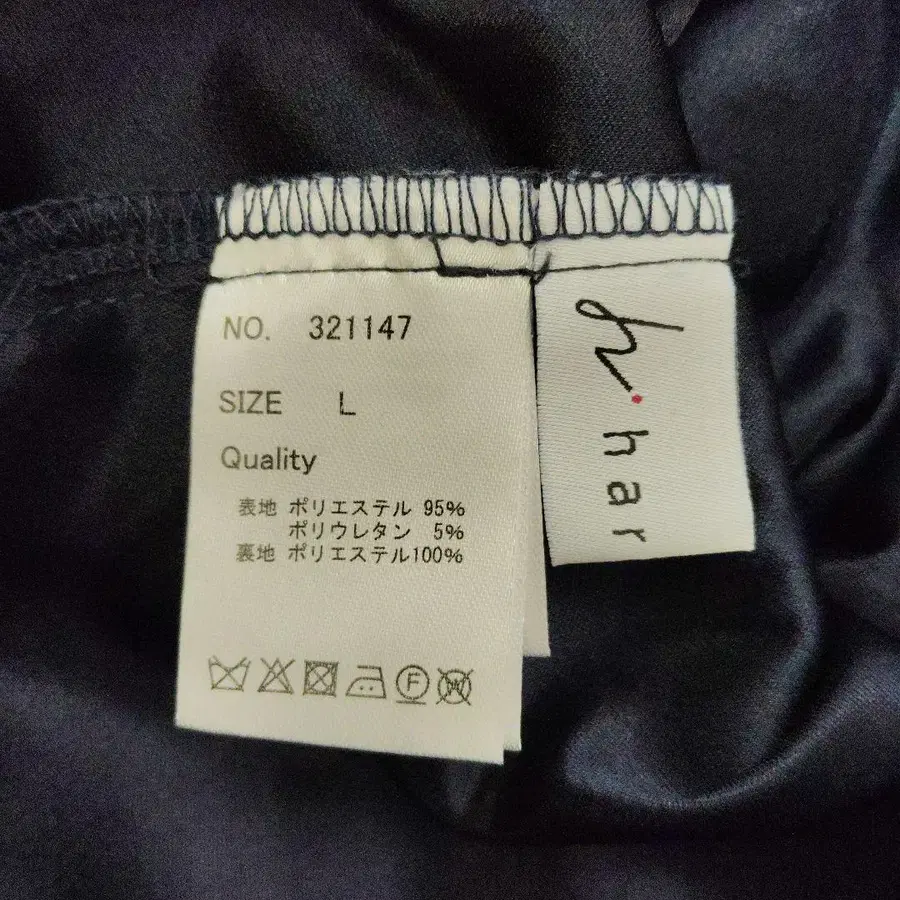 NO. 321147
SIZE L
Quality
表地 ポリエステル 95%
ポリウレタン 5%
裏地 ポリエステル100%
F
W
h
har